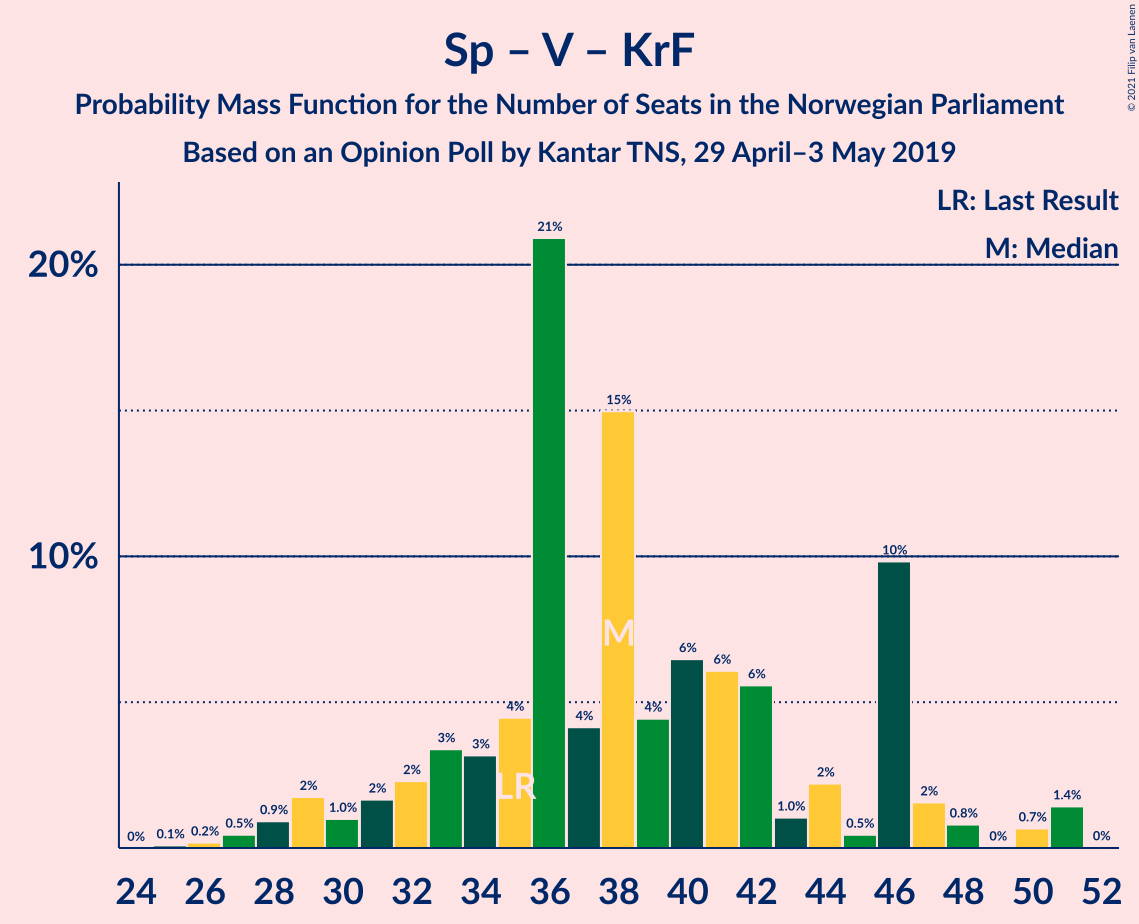 Sp – V – KrF
Probability Mass Function for the Number of Seats in the Norwegian Parliament
Based on an Opinion Poll by Kantar TNS, 29 April–3 May 2019
© 2021 Filip van Laenen
LR: Last Result
M: Median
20%
10%
0% 0.1% 0.2% 0.5% 0.9% 2% 1.0% 2% 2% 3% 3% 4% 21% 4% 15% 4% 6% 6% 6% 1.0% 2% 0.5% 10% 2% 0.8% 0% 0.7% 1.4% 0%
M
LR
24 26 28 30 32 34 36 38 40 42 44 46 48 50 52